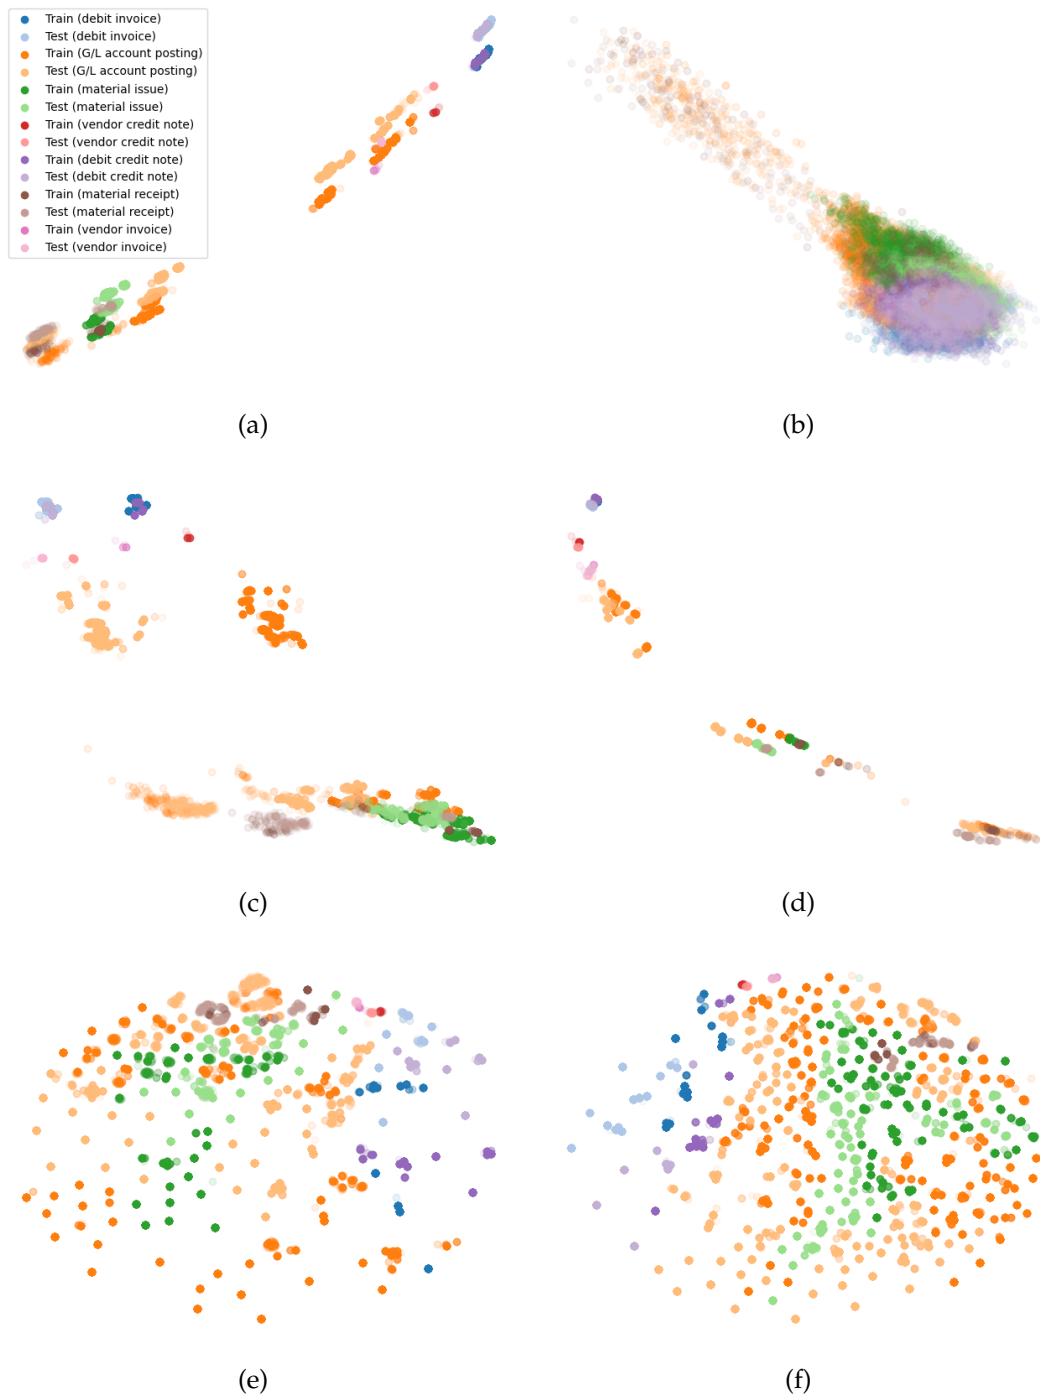 Train (debit invoice)
Test (debit invoice)
Train (G/L account posting)
Test (G/L account posting)
Train (material issue)
Test (material issue)
Train (vendor credit note)
Test (vendor credit note)
Train (debit credit note)
Test (debit credit note)
Train (material receipt)
Test (material receipt)
Train (vendor invoice)
Test (vendor invoice)
(a)
(b)
(c)
(d)
(e)
(f)